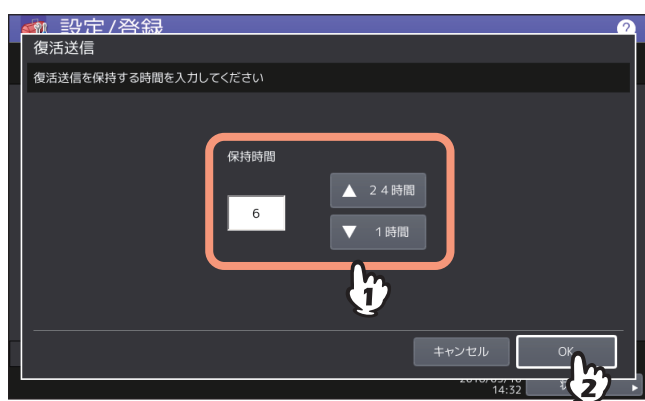 設定/登録
?
復活送信
復活送信を保持する時間を入力してください
保持時間
6
▲ 24時間
▼ 1時間
1
キャンセル
OK
14:32
2